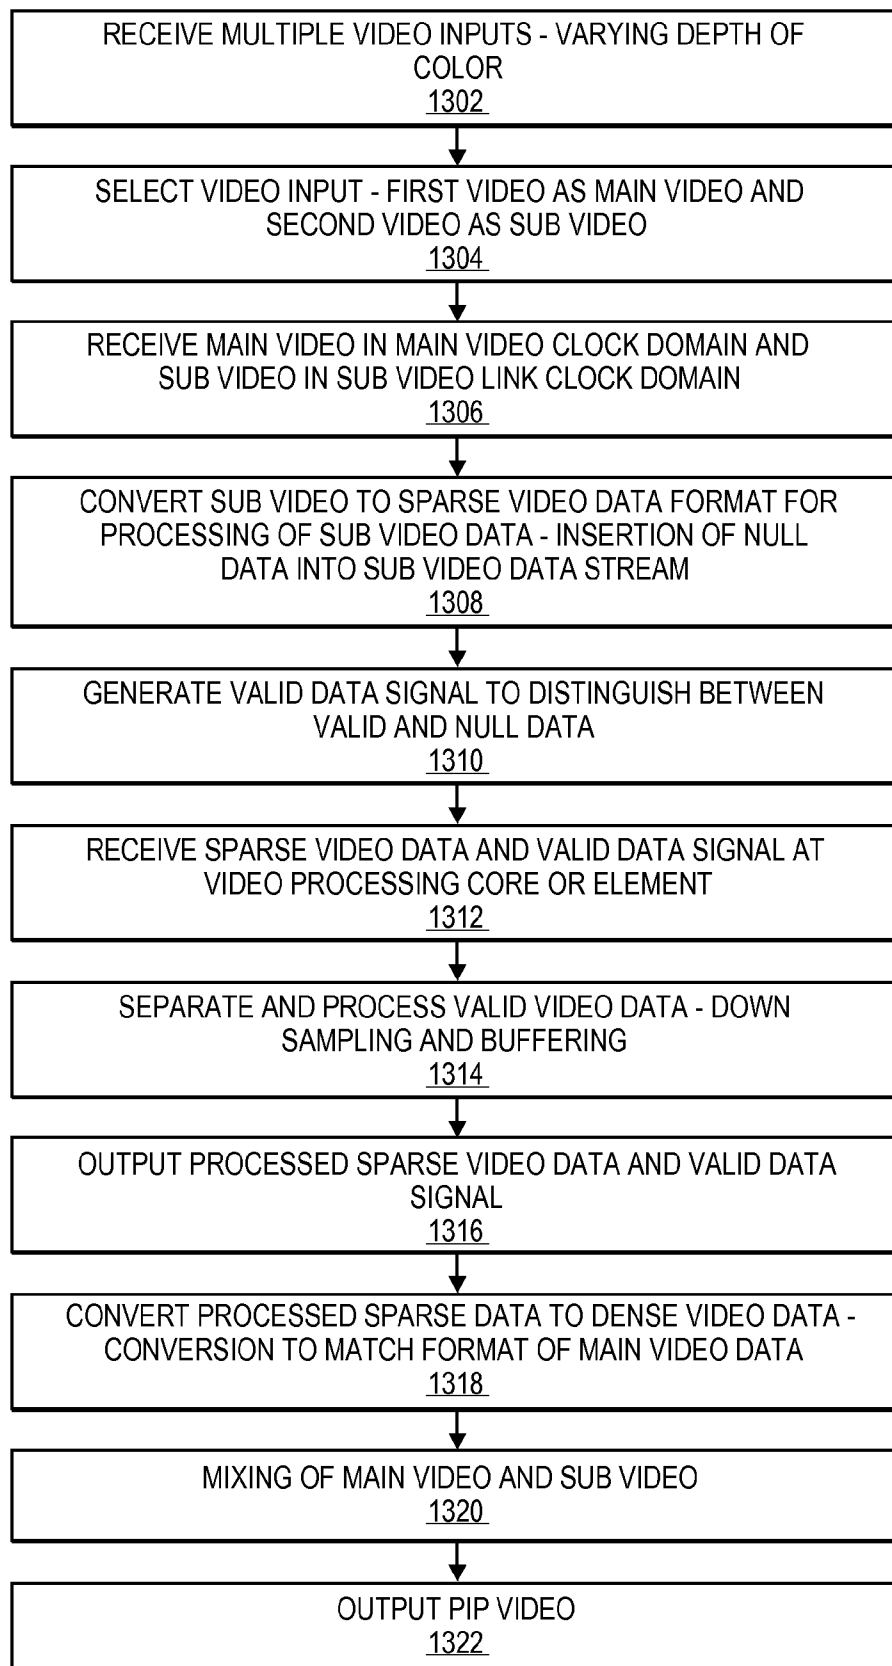 RECEIVE MULTIPLE VIDEO INPUTS - VARYING DEPTH OF
COLOR
1302
SELECT VIDEO INPUT - FIRST VIDEO AS MAIN VIDEO AND
SECOND VIDEO AS SUB VIDEO
1304
RECEIVE MAIN VIDEO IN MAIN VIDEO CLOCK DOMAIN AND
SUB VIDEO IN SUB VIDEO LINK CLOCK DOMAIN
1306
CONVERT SUB VIDEO TO SPARSE VIDEO DATA FORMAT FOR
PROCESSING OF SUB VIDEO DATA - INSERTION OF NULL
DATA INTO SUB VIDEO DATA STREAM
1308
GENERATE VALID DATA SIGNAL TO DISTINGUISH BETWEEN
VALID AND NULL DATA
1310
RECEIVE SPARSE VIDEO DATA AND VALID DATA SIGNAL AT
VIDEO PROCESSING CORE OR ELEMENT
1312
SEPARATE AND PROCESS VALID VIDEO DATA - DOWN
SAMPLING AND BUFFERING
1314
OUTPUT PROCESSED SPARSE VIDEO DATA AND VALID DATA
SIGNAL
1316
CONVERT PROCESSED SPARSE DATA TO DENSE VIDEO DATA -
CONVERSION TO MATCH FORMAT OF MAIN VIDEO DATA
1318
MIXING OF MAIN VIDEO AND SUB VIDEO
1320
OUTPUT PIP VIDEO
1322